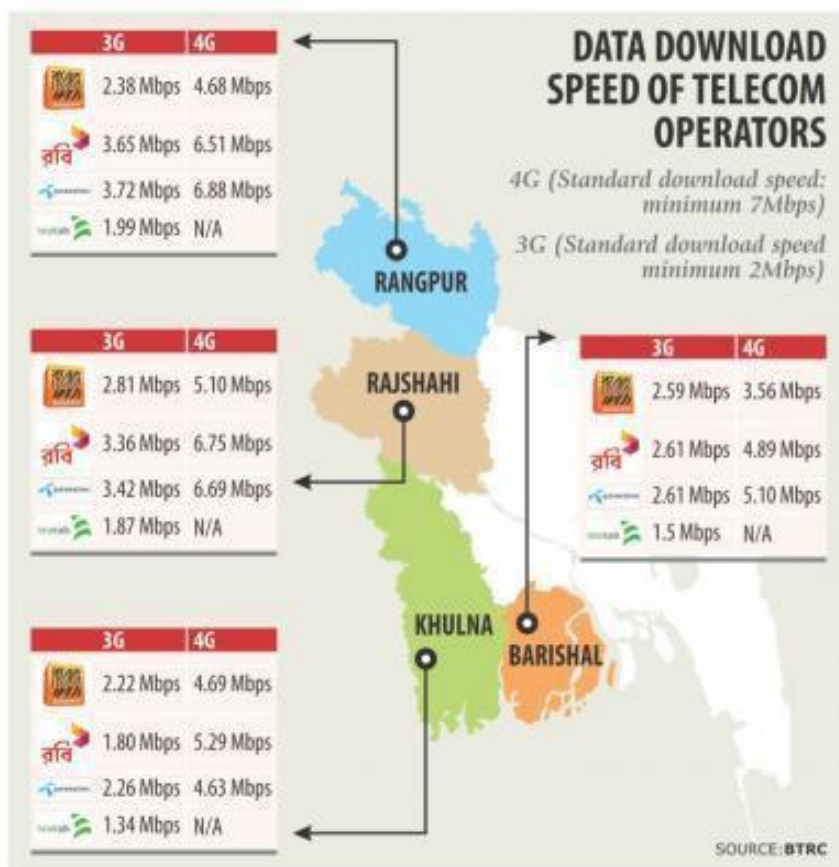 DATA DOWNLOAD
SPEED OF TELECOM
OPERATORS
4G (Standard download speed:
minimum 7Mbps)
3G (Standard download speed
minimum 2Mbps)
3G 4G
2.38 Mbps 4.68 Mbps
রবি 3.65 Mbps 6.51 Mbps
3.72 Mbps 6.88 Mbps
1.99 Mbps N/A
RANGPUR
3G 4G
2.81 Mbps 5.10 Mbps
রবি 3.36 Mbps 6.75 Mbps
3.42 Mbps 6.69 Mbps
1.87 Mbps N/A
RAJSHAHI
3G 4G
2.59 Mbps 3.56 Mbps
রবি 2.61 Mbps 4.89 Mbps
2.61 Mbps 5.10 Mbps
1.5 Mbps N/A
3G 4G
2.22 Mbps 4.69 Mbps
রবি 1.80 Mbps 5.29 Mbps
2.26 Mbps 4.63 Mbps
1.34 Mbps N/A
KHULNA
BARISHAL
SOURCE: BTRC